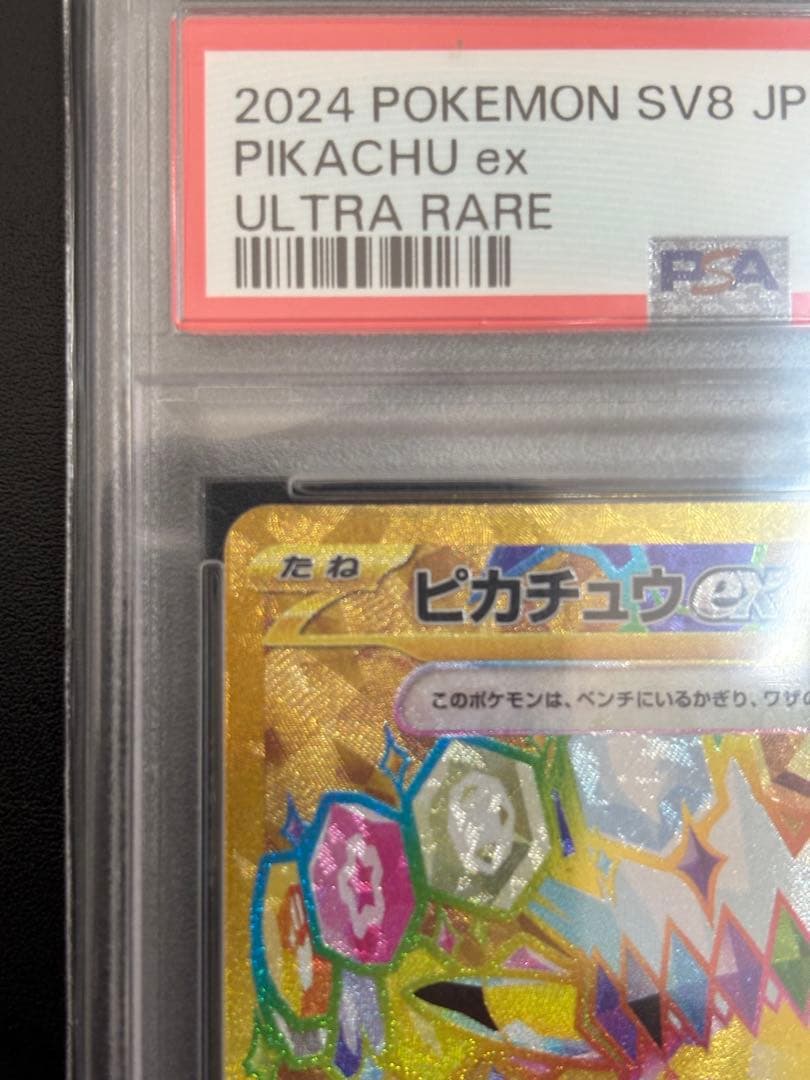 2024 POKEMON SV8 JP
PIKACHU ex
ULTRA RARE
PSA
たね
ピカチュウex
このポケモンは、ベンチにいるかぎり、ワザの